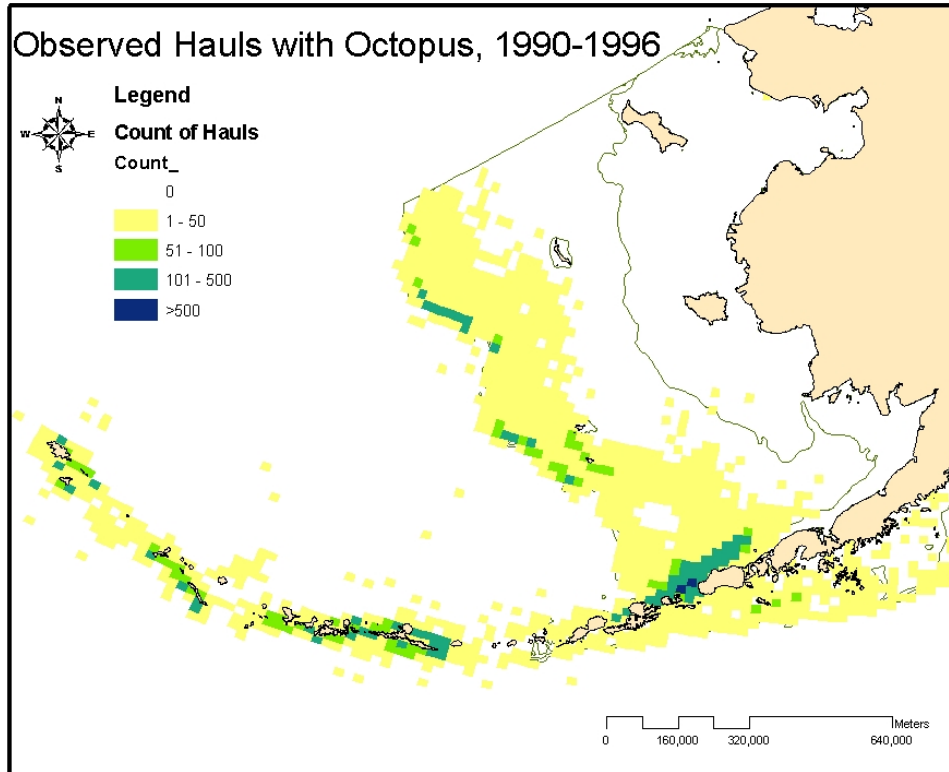 Observed Hauls with Octopus, 1990-1996
N
W E
S
Legend
Count of Hauls
Count_
0
1 - 50
51 - 100
101 - 500
>500
Meters
0 160,000 320,000 640,000